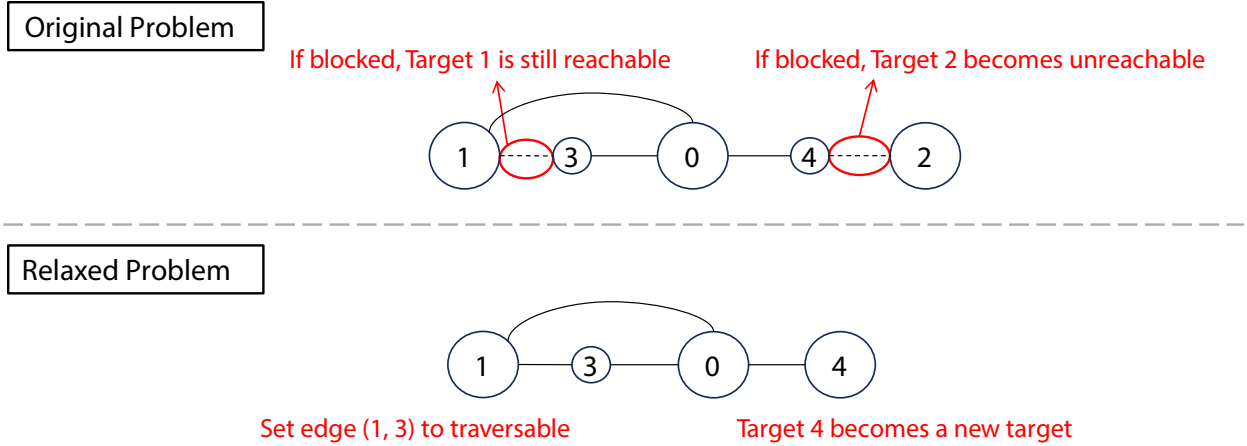 Original Problem
If blocked, Target 1 is still reachable
If blocked, Target 2 becomes unreachable
1 3 0 4 2
Relaxed Problem
1 3 0 4
Set edge (1, 3) to traversable
Target 4 becomes a new target